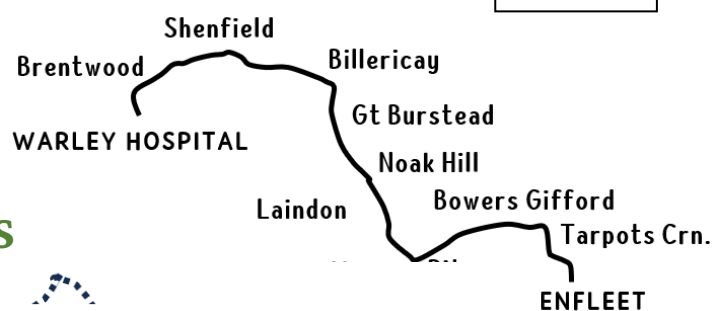 Shenfield
Brentwood
Billericay
WARLEY HOSPITAL
Gt Burstead
Noak Hill
Laindon
Bowers Gifford
Tarpots Crn.
s
ENFLEET